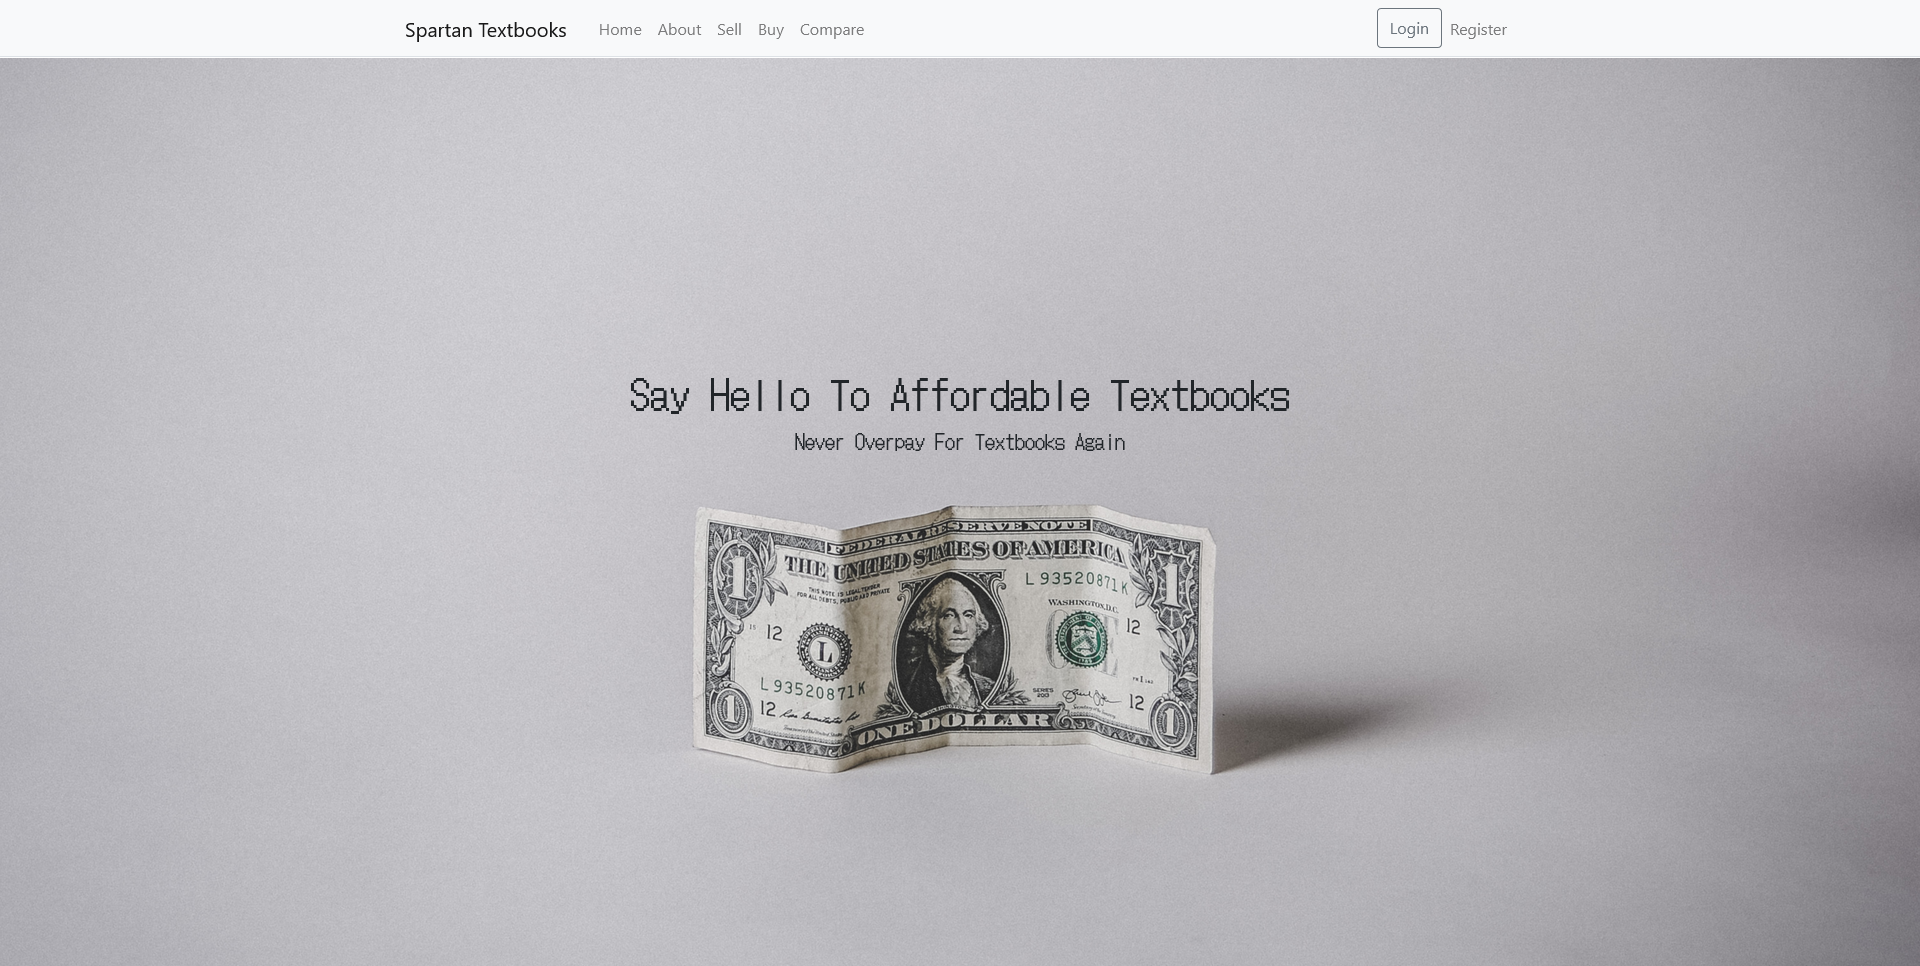 Spartan Textbooks Home About Sell Buy Compare Login Register
Say Hello To Affordable Textbooks
Never Overpay For Textbooks Again
FEDERAL RESERVE NOTE
THE UNITED STATES OF AMERICA
1 1
L 93520871 K
THIS NOTE IS LEGAL TENDER
FOR ALL DEBTS, PUBLIC AND PRIVATE
WASHINGTON, D.C.
12 12
L
L 93520871 K
SERIES
2013
12 12
1 1
ONE DOLLAR